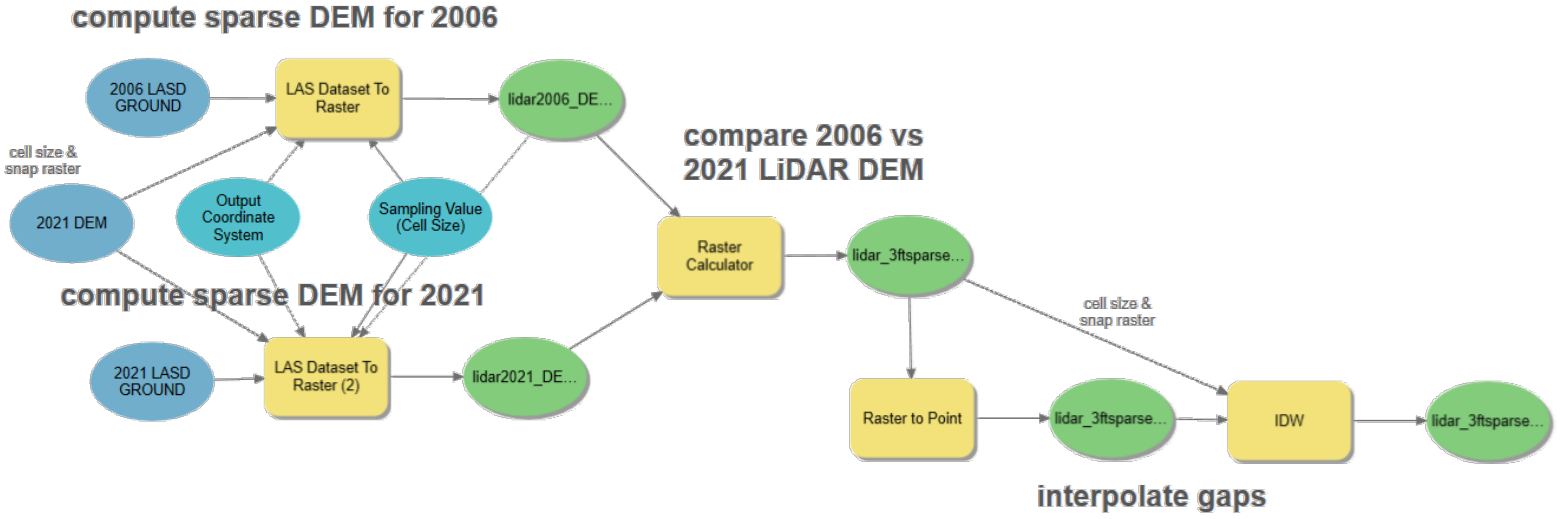 compute sparse DEM for 2006
2006 LASD
GROUND
LAS Dataset To
Raster
lidar2006_DE...
cell size &
snap raster
2021 DEM
Output
Coordinate
System
Sampling Value
(Cell Size)
compare 2006 vs
2021 LiDAR DEM
Raster
Calculator
lidar_3ftsparse...
compute sparse DEM for 2021
2021 LASD
GROUND
LAS Dataset To
Raster (2)
lidar2021_DE...
cell size &
snap raster
Raster to Point
lidar_3ftsparse...
IDW
lidar_3ftsparse...
interpolate gaps